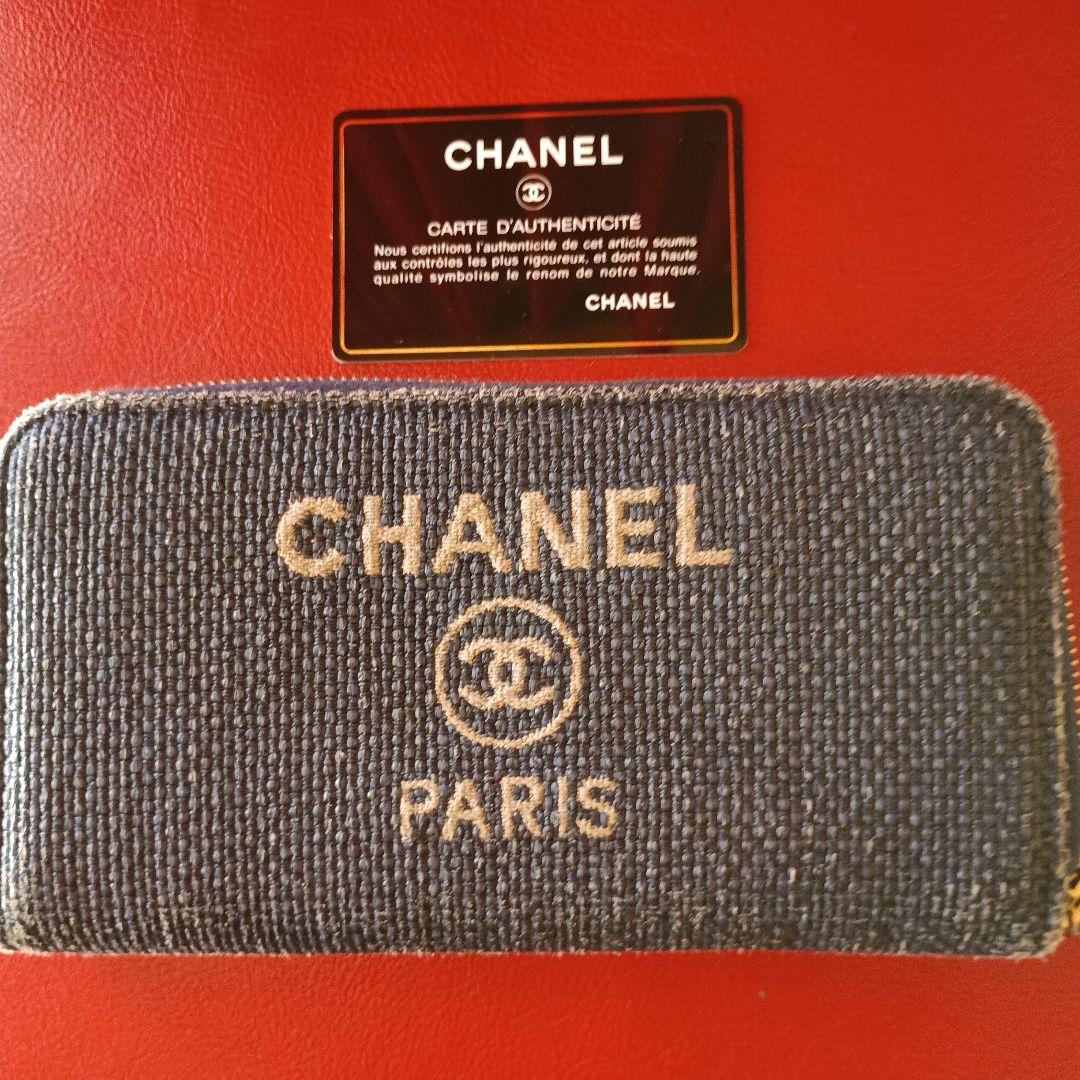 CHANEL
CARTE D'AUTHENTICITÉ
Nous certifions l'authenticité de cet article soumis
aux contrôles les plus rigoureux, et dont la haute
qualité symbolise le renom de notre Marque.
CHANEL
CHANEL
PARIS